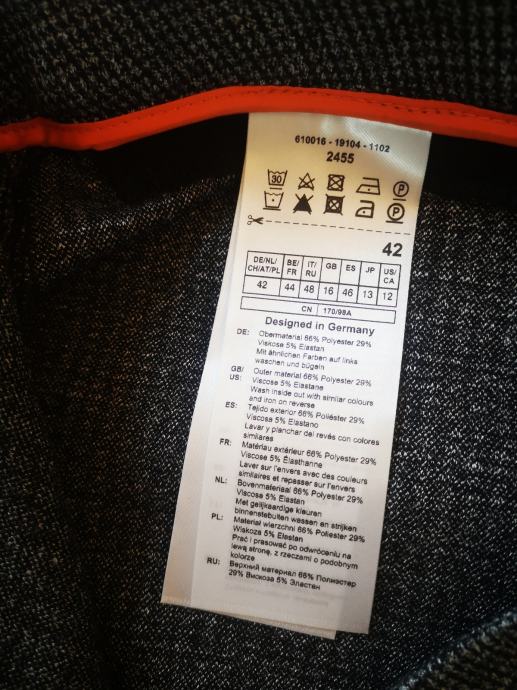 610016 - 19104 - 1102
2455
30 P
P
42
DE/NL/ BE/ IT/ GB ES JP US/
CH/AT/PL FR RU CA
42 44 48 16 46 13 12
CN 170/98A
Designed in Germany
DE: Obermaterial 66% Polyester 29%
Viskose 5% Elastan
Mit ähnlichen Farben auf links
waschen und bügeln
GB/ Outer material 66% Polyester 29%
US: Viscose 5% Elastane
Wash inside out with similar colours
and iron on reverse
ES: Tejido exterior 66% Poliéster 29%
Viscosa 5% Elastano
Lavar y planchar del revés con colores
similares
FR: Matériau extérieur 66% Polyester 29%
Viscose 5% Élasthanne
Laver sur l'envers avec des couleurs
similaires et repasser sur l'envers
NL: Bovenmateriaal 66% Polyester 29%
Viscose 5% Elastan
Met gelijkaardige kleuren
binnenstebuiten wassen en strijken
PL: Materiał wierzchni 66% Poliester 29%
Wiskoza 5% Elastan
Prać i prasować po odwróceniu na
lewą stronę, z rzeczami o podobnym
kolorze
RU: Верхний материал 66% Полиэстер
29% Вискоза 5% Эластан